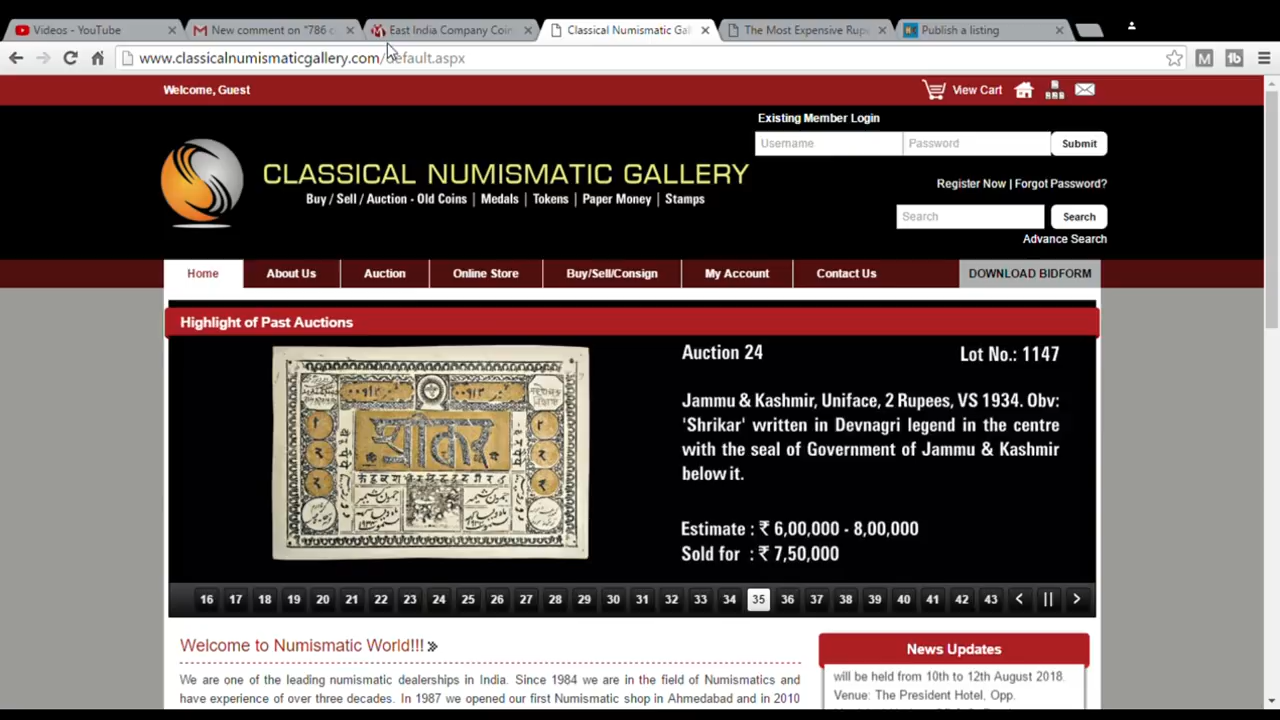 Videos - YouTube
New comment on "786 c
East India Company Coin
Classical Numismatic Gal
The Most Expensive Rup
Publish a listing
www.classicalnumismaticgallery.com/default.aspx
Welcome, Guest
View Cart
Existing Member Login
Username
Password
Submit
CLASSICAL NUMISMATIC GALLERY
Buy / Sell / Auction - Old Coins | Medals | Tokens | Paper Money | Stamps
Register Now | Forgot Password?
Search
Search
Advance Search
Home
About Us
Auction
Online Store
Buy/Sell/Consign
My Account
Contact Us
DOWNLOAD BIDFORM
Highlight of Past Auctions
श्रीकर
Auction 24
Lot No.: 1147
Jammu & Kashmir, Uniface, 2 Rupees, VS 1934. Obv:
'Shrikar' written in Devnagri legend in the centre
with the seal of Government of Jammu & Kashmir
below it.
Estimate : ₹ 6,00,000 - 8,00,000
Sold for : ₹ 7,50,000
16 17 18 19 20 21 22 23 24 25 26 27 28 29 30 31 32 33 34 35 36 37 38 39 40 41 42 43
Welcome to Numismatic World!!!
We are one of the leading numismatic dealerships in India. Since 1984 we are in the field of Numismatics and
have experience of over three decades. In 1987 we opened our first Numismatic shop in Ahmedabad and in 2010
News Updates
will be held from 10th to 12th August 2018.
Venue: The President Hotel, Opp.